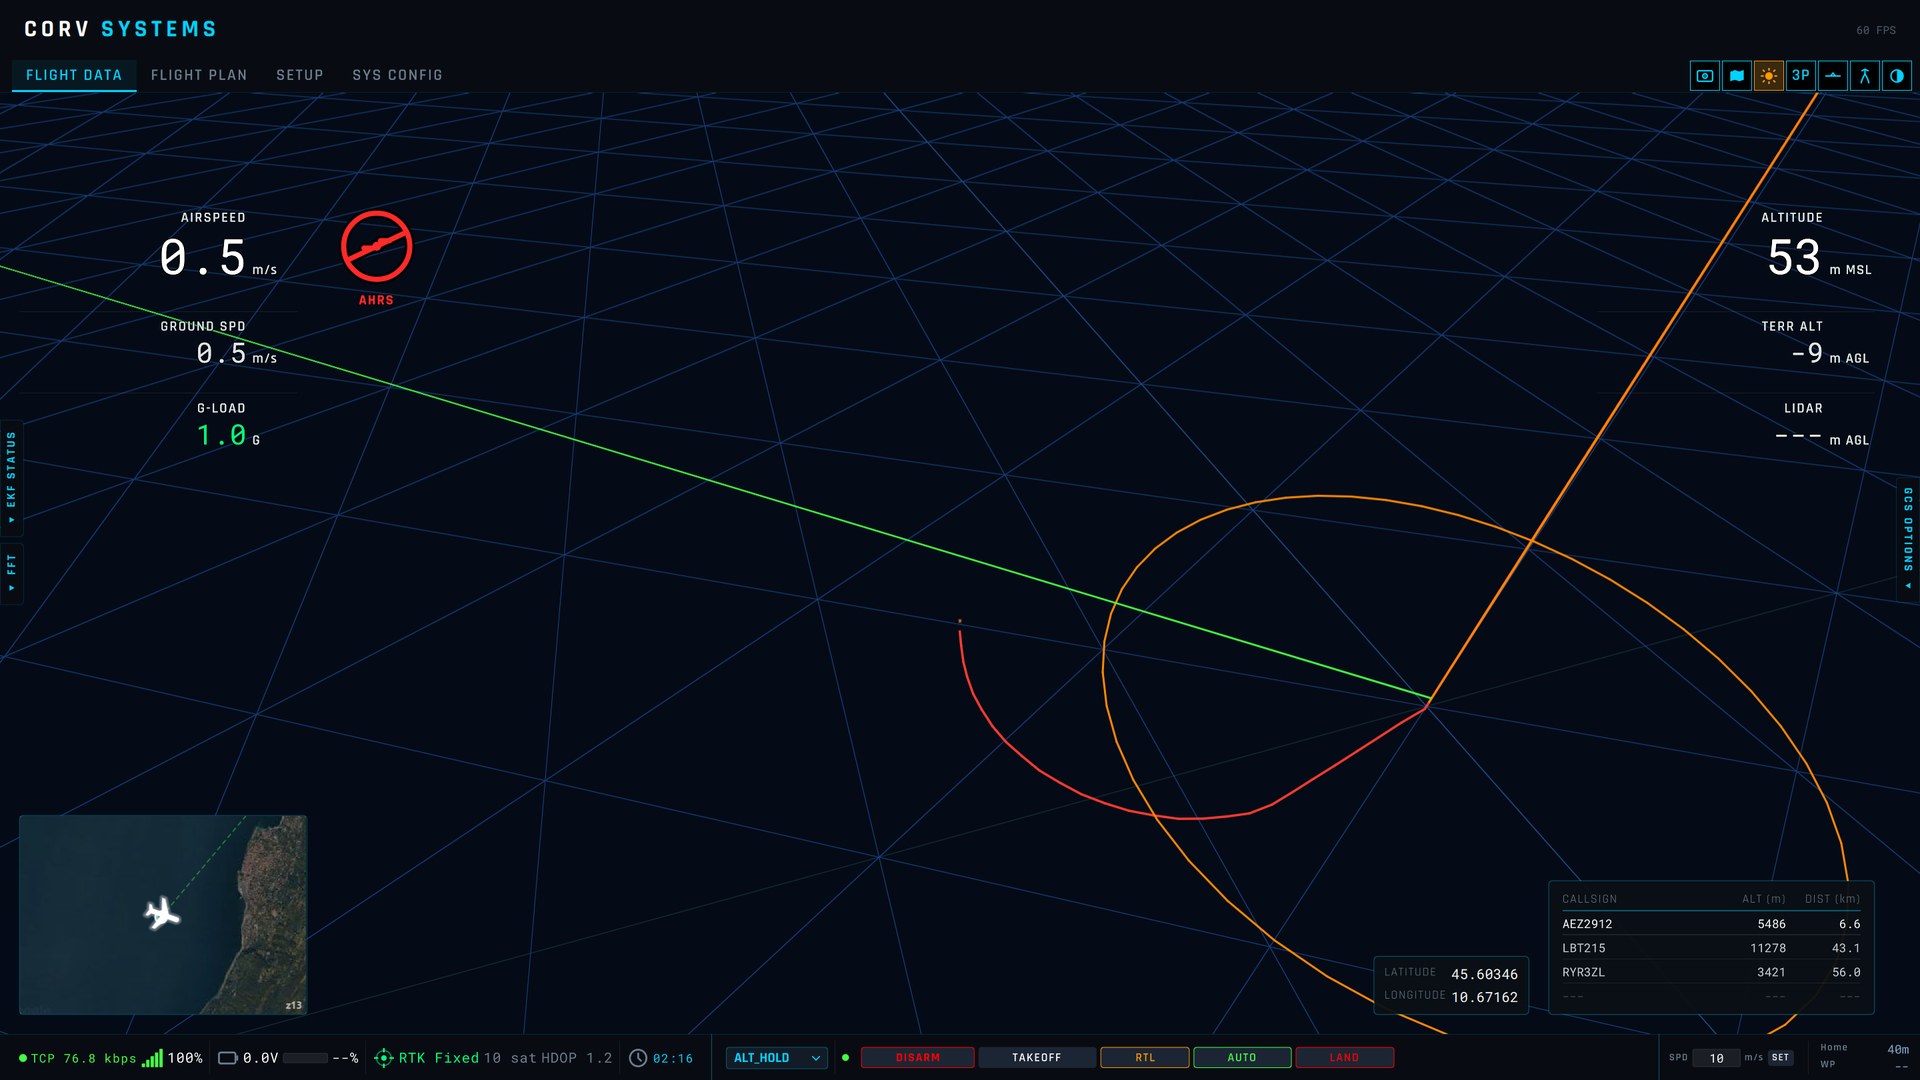 CORV SYSTEMS
60 FPS
FLIGHT DATA FLIGHT PLAN SETUP SYS CONFIG
3P
AIRSPEED
0.5 m/s
AHRS
GROUND SPD
0.5 m/s
G-LOAD
1.0 G
ALTITUDE
53 m MSL
TERR ALT
-9 m AGL
LIDAR
--- m AGL
EKF STATUS
FFT
GCS OPTIONS
z13
LATITUDE 45.60346
LONGITUDE 10.67162
CALLSIGN ALT (m) DIST (km)
AEZ2912 5486 6.6
LBT215 11278 43.1
RYR3ZL 3421 56.0
--- --- ---
TCP 76.8 kbps 100% 0.0V --% RTK Fixed 10 sat HDOP 1.2 02:16 ALT_HOLD DISARM TAKEOFF RTL AUTO LAND SPD 10 m/s SET
Home 40m
WP --